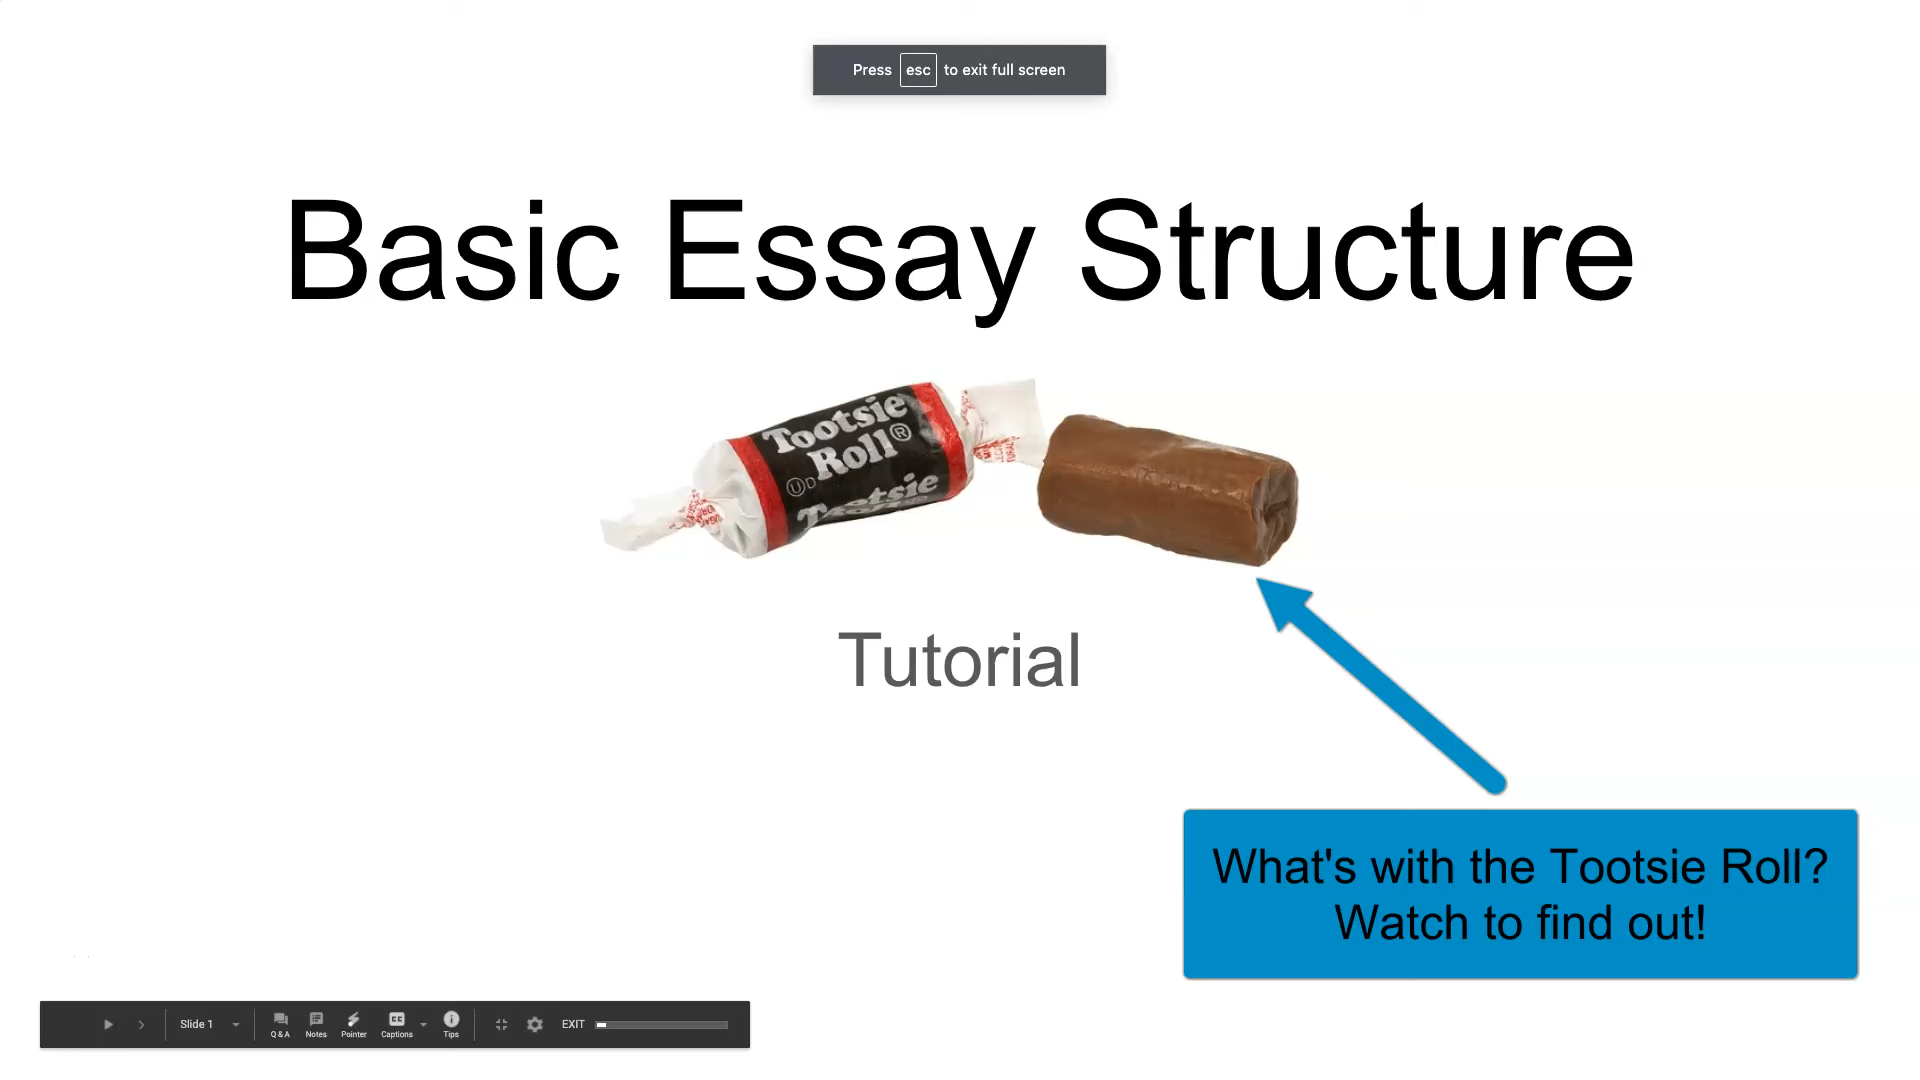 Press esc to exit full screen
Basic Essay Structure
Tootsie
Roll®
Tootsie
Tutorial
What's with the Tootsie Roll?
Watch to find out!
Slide 1
Q & A
Notes
Pointer
CC
Captions
Tips
EXIT